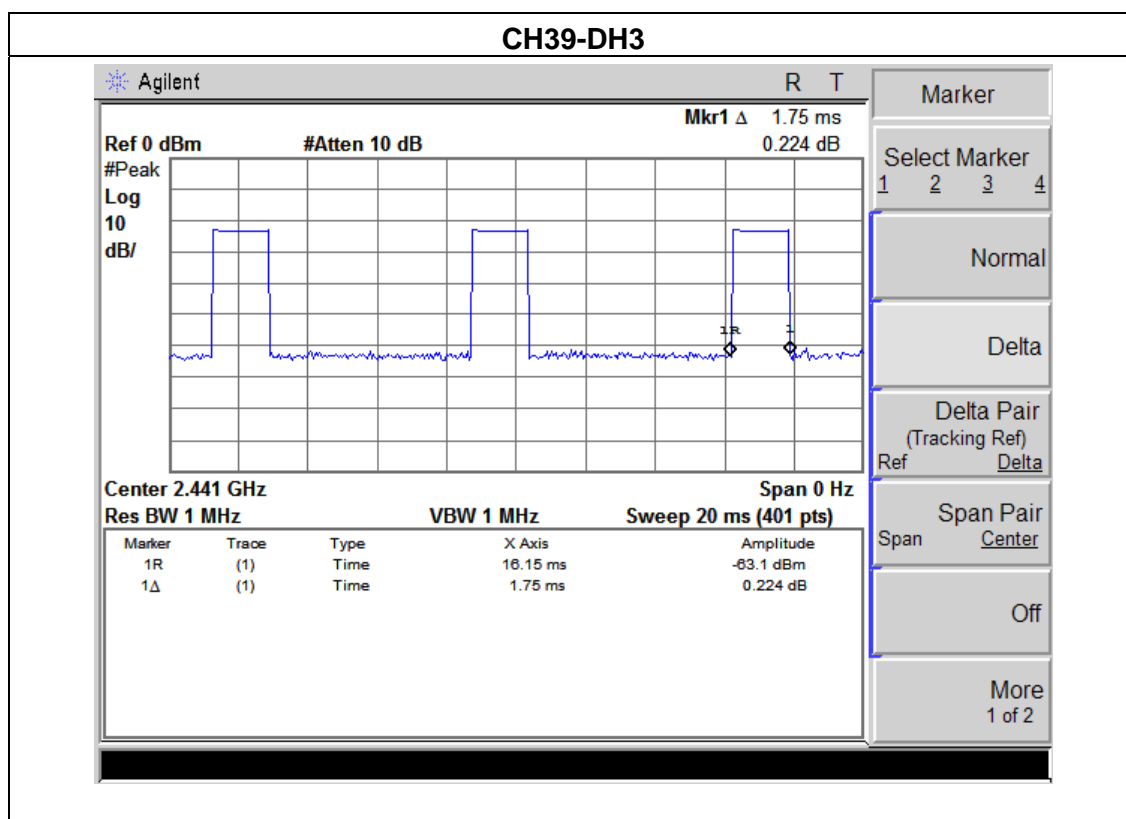 CH39-DH3
Agilent R T
Mkr1 Δ 1.75 ms
Ref 0 dBm #Atten 10 dB 0.224 dB
#Peak
Log
10
dB/
1R 1
Center 2.441 GHz Span 0 Hz
Res BW 1 MHz VBW 1 MHz Sweep 20 ms (401 pts)
Marker Trace Type X Axis Amplitude
1R (1) Time 16.15 ms -63.1 dBm
1Δ (1) Time 1.75 ms 0.224 dB
Marker
Select Marker
1 2 3 4
Normal
Delta
Delta Pair
(Tracking Ref)
Ref Delta
Span Pair
Span Center
Off
More
1 of 2